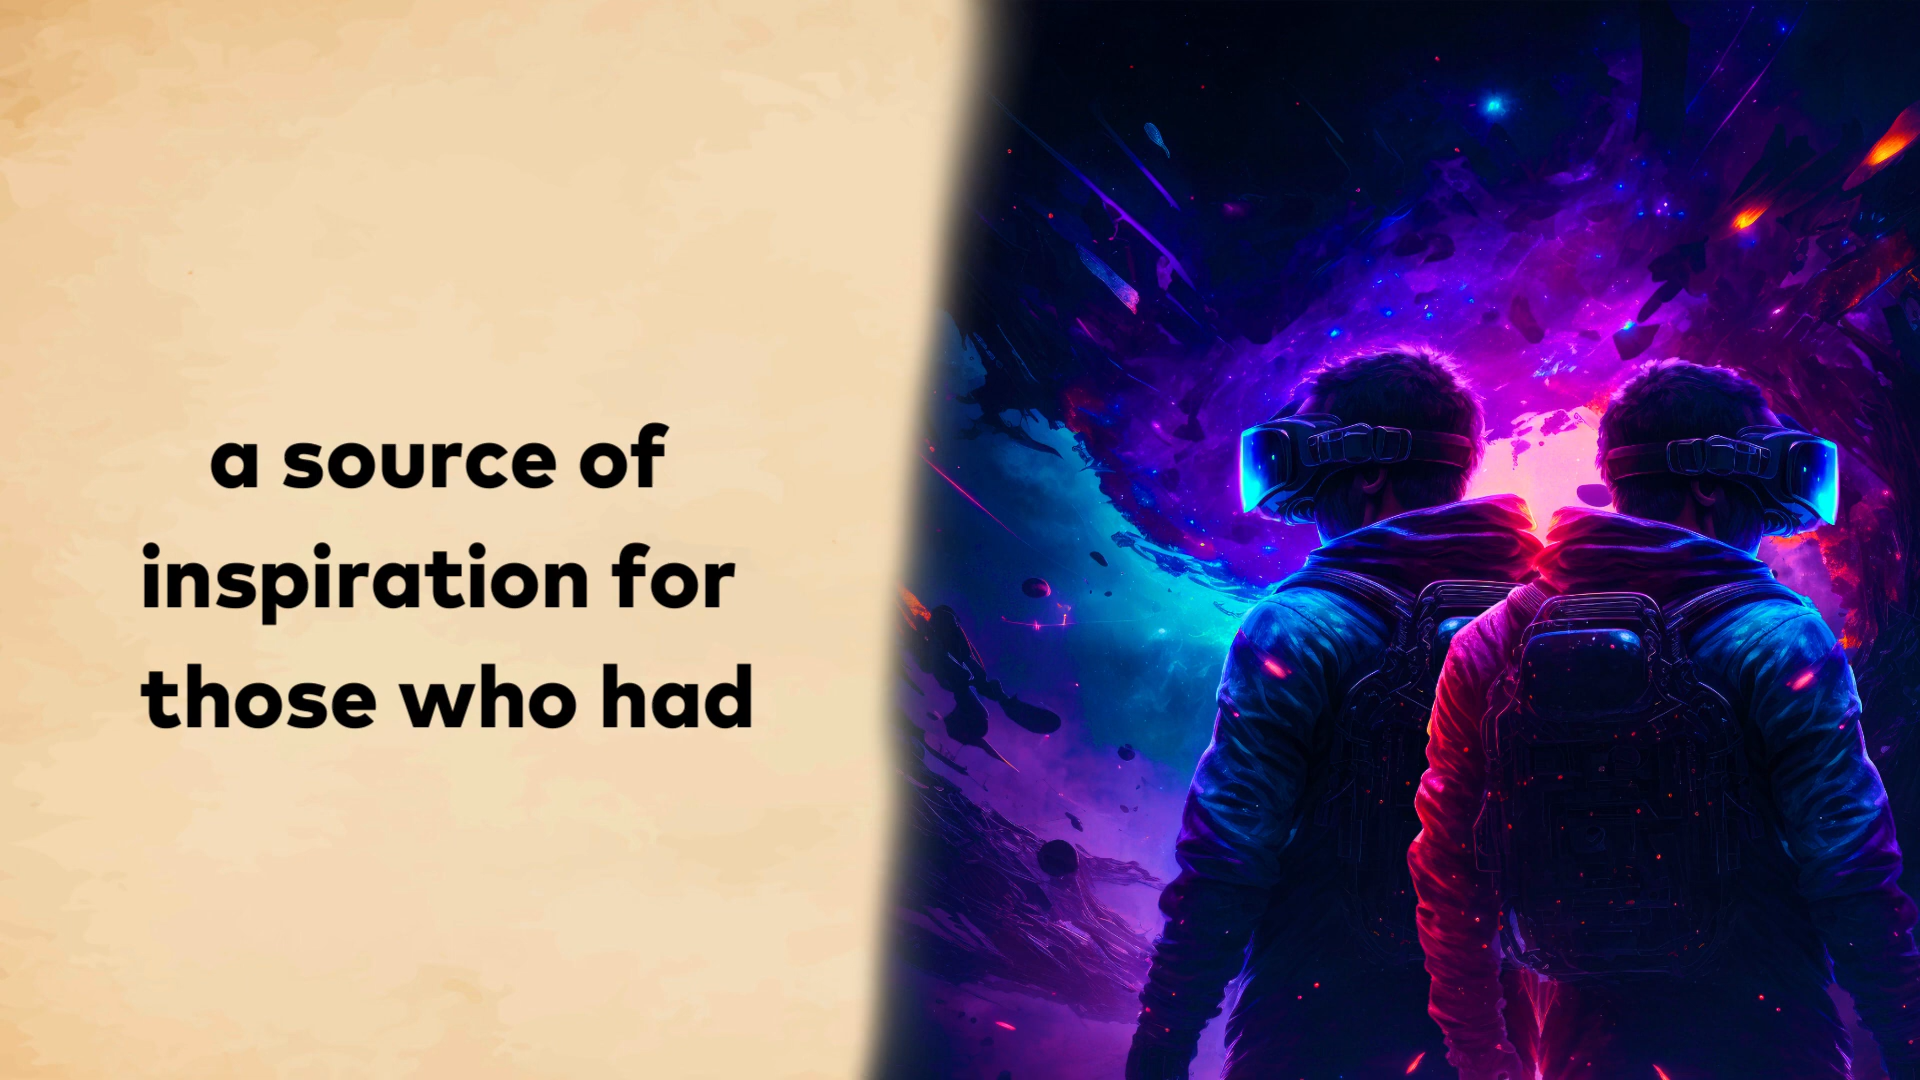 a source of
inspiration for
those who had